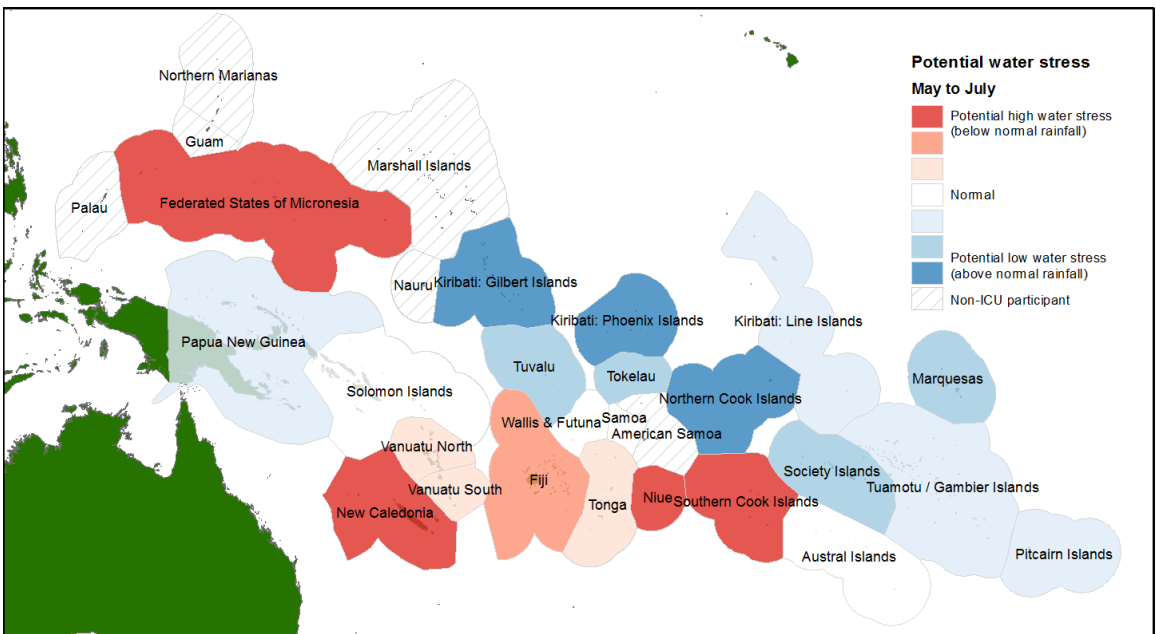 Northern Marianas
Guam
Marshall Islands
Palau
Federated States of Micronesia
Nauru
Kiribati: Gilbert Islands
Kiribati: Phoenix Islands
Kiribati: Line Islands
Papua New Guinea
Tuvalu
Tokelau
Marquesas
Solomon Islands
Northern Cook Islands
Wallis & Futuna
Samoa
American Samoa
Vanuatu North
Vanuatu South
Fiji
Society Islands
Tuamotu / Gambier Islands
New Caledonia
Tonga
Niue
Southern Cook Islands
Austral Islands
Pitcairn Islands
Potential water stress
May to July
Potential high water stress
(below normal rainfall)
Normal
Potential low water stress
(above normal rainfall)
Non-ICU participant